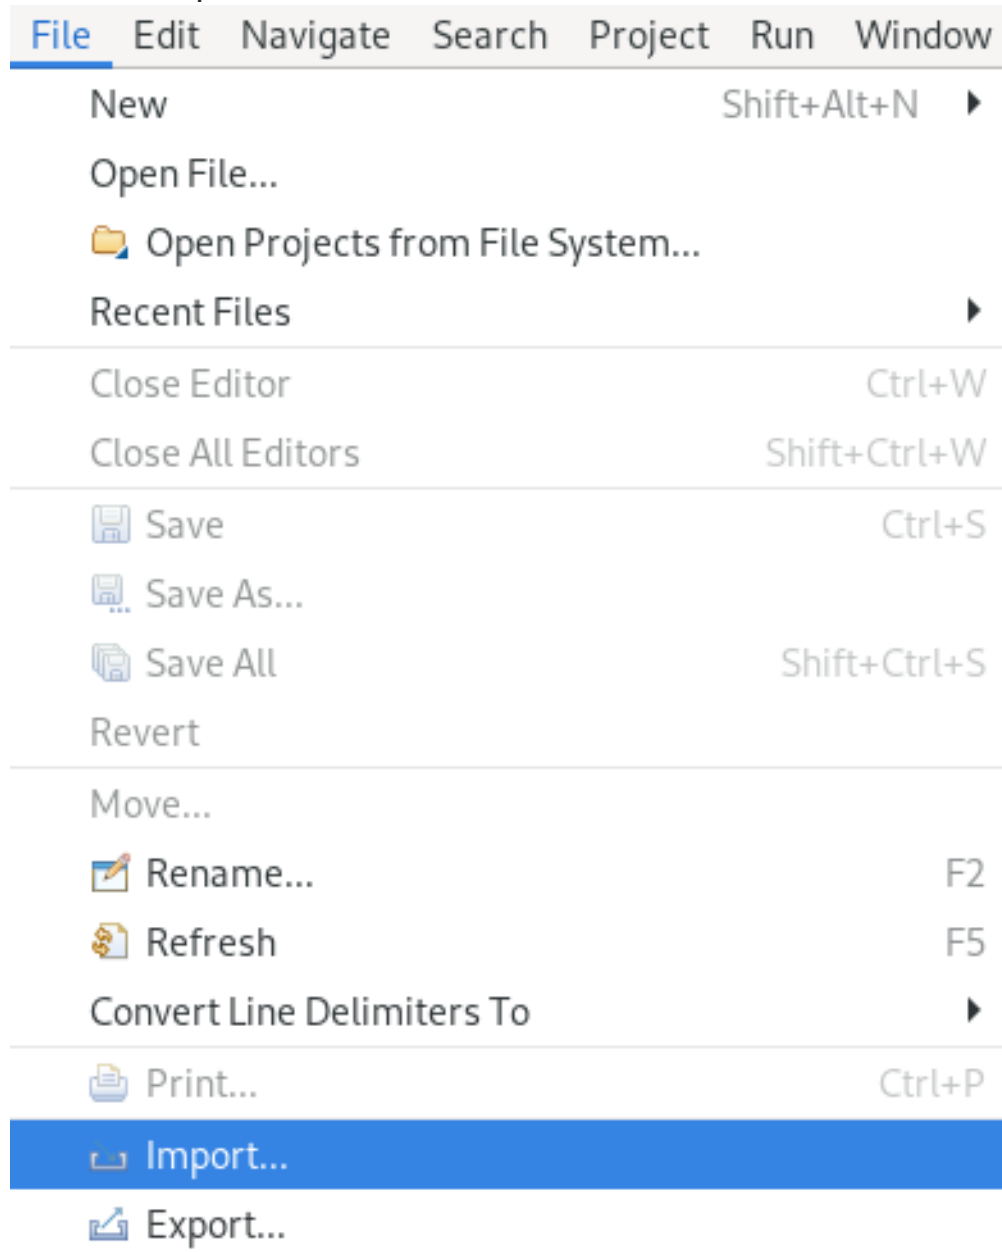 File Edit Navigate Search Project Run Window
New Shift+Alt+N
Open File...
Open Projects from File System...
Recent Files
Close Editor Ctrl+W
Close All Editors Shift+Ctrl+W
Save Ctrl+S
Save As...
Save All Shift+Ctrl+S
Revert
Move...
Rename... F2
Refresh F5
Convert Line Delimiters To
Print... Ctrl+P
Import...
Export...